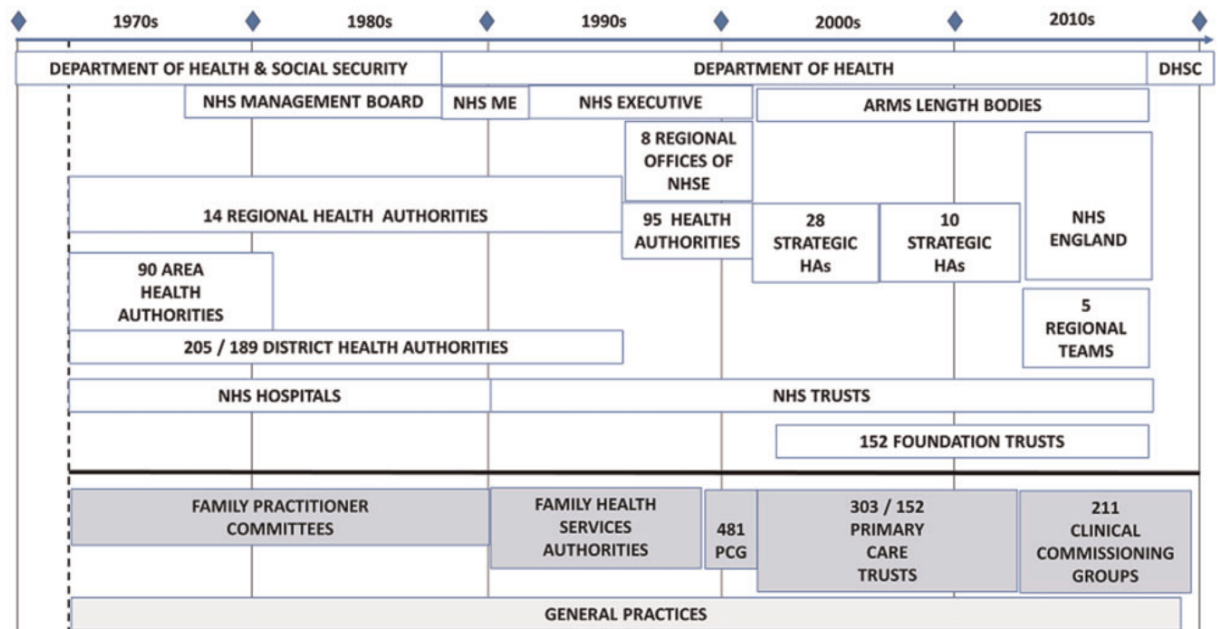 1970s 1980s 1990s 2000s 2010s
DEPARTMENT OF HEALTH & SOCIAL SECURITY
DEPARTMENT OF HEALTH
DHSC
NHS MANAGEMENT BOARD
NHS ME
NHS EXECUTIVE
ARMS LENGTH BODIES
8 REGIONAL
OFFICES OF
NHSE
14 REGIONAL HEALTH AUTHORITIES
95 HEALTH
AUTHORITIES
28
STRATEGIC
HAs
10
STRATEGIC
HAs
NHS
ENGLAND
90 AREA
HEALTH
AUTHORITIES
5
REGIONAL
TEAMS
205 / 189 DISTRICT HEALTH AUTHORITIES
NHS HOSPITALS
NHS TRUSTS
152 FOUNDATION TRUSTS
FAMILY PRACTITIONER
COMMITTEES
FAMILY HEALTH
SERVICES
AUTHORITIES
481
PCG
303 / 152
PRIMARY
CARE
TRUSTS
211
CLINICAL
COMMISSIONING
GROUPS
GENERAL PRACTICES